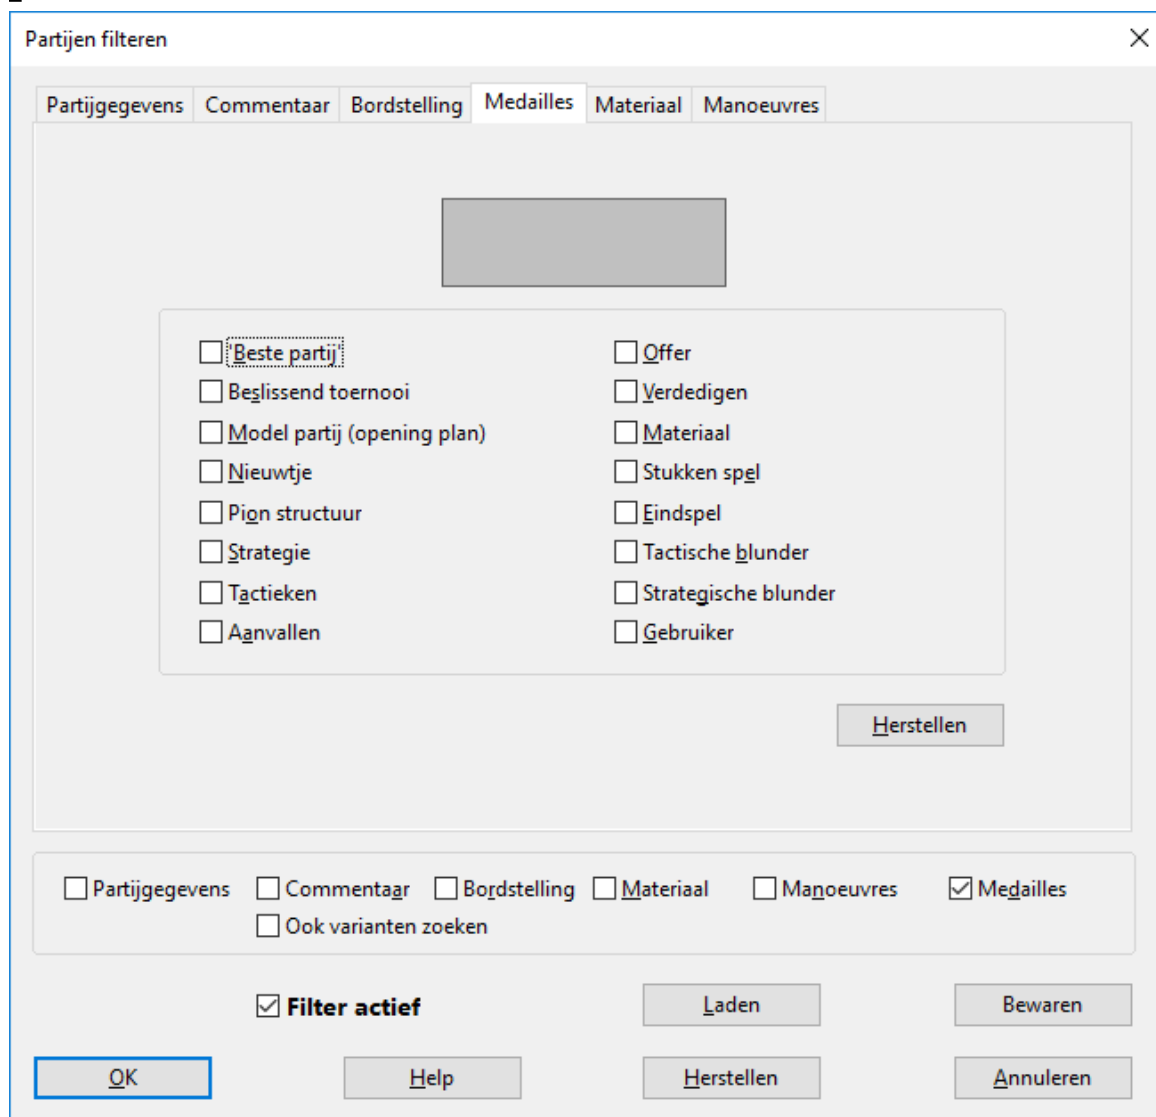 Partijen filteren
Partijgegevens Commentaar Bordstelling Medailles Materiaal Manoeuvres
'Beste partij' Offer
Beslissend toernooi Verdedigen
Model partij (opening plan) Materiaal
Nieuwtje Stukken spel
Pion structuur Eindspel
Strategie Tactische blunder
Tactieken Strategische blunder
Aanvallen Gebruiker
Herstellen
Partijgegevens Commentaar Bordstelling Materiaal Manoeuvres Medailles
Ook varianten zoeken
Filter actief Laden Bewaren
OK Help Herstellen Annuleren